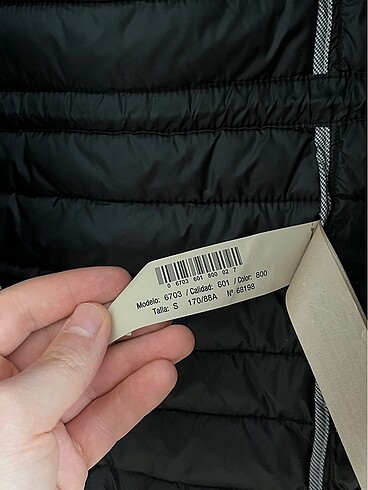 0 6703 601 800 02 7
Modelo: 6703 / Calidad: 601 / Color: 800
Talla: S 170/88A Nº 68198